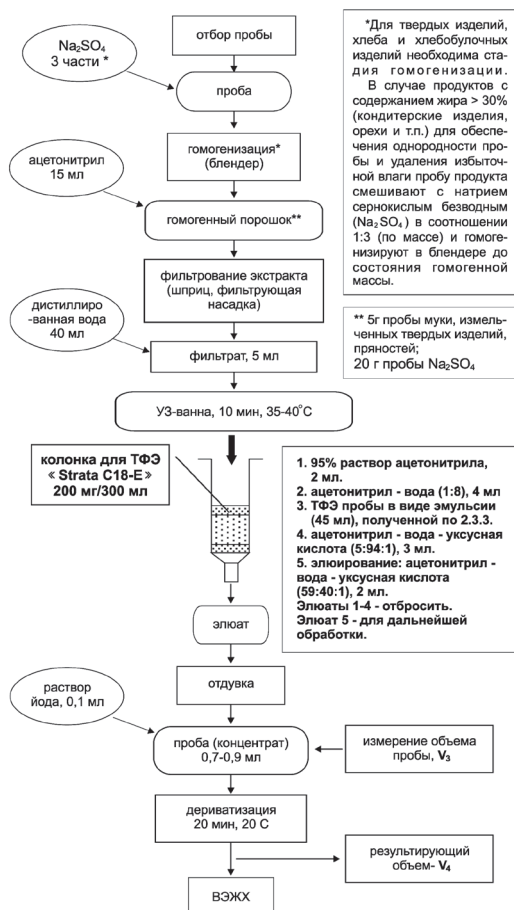 Na₂SO₄
3 части *
отбор пробы
проба
ацетонитрил
15 мл
гомогенизация*
(блендер)
гомогенный порошок**
фильтрование экстракта
(шприц, фильтрующая
насадка)
дистиллиро
-ванная вода
40 мл
фильтрат, 5 мл
УЗ-ванна, 10 мин, 35-40°С
*Для твердых изделий,
хлеба и хлебобулочных
изделий необходима ста-
дия гомогенизации.
В случае продуктов с
содержанием жира > 30%
(кондитерские изделия,
орехи и т.п.) для обеспе-
чения однородности про-
бы и удаления избыточ-
ной влаги пробу продукта
смешивают с натрием
сернокислым безводным
(Na₂SO₄) в соотношении
1:3 (по массе) и гомоге-
низируют в блендере до
состояния гомогенной
массы.
** 5г пробы муки, измель-
ченных твердых изделий,
пряностей;
20 г пробы Na₂SO₄
колонка для ТФЭ
« Strata C18-E »
200 мг/300 мл
1. 95% раствор ацетонитрила,
2 мл.
2. ацетонитрил - вода (1:8), 4 мл
3. ТФЭ пробы в виде эмульсии
(45 мл), полученной по 2.3.3.
4. ацетонитрил - вода - уксусная
кислота (5:94:1), 3 мл.
5. элюирование: ацетонитрил -
вода - уксусная кислота
(59:40:1), 2 мл.
Элюаты 1-4 - отбросить.
Элюат 5 - для дальнейшей
обработки.
элюат
отдувка
раствор
йода, 0,1 мл
проба (концентрат)
0,7-0,9 мл
измерение объема
пробы, V₃
дериватизация
20 мин, 20 С
результирующий
объем- V₄
ВЭЖХ